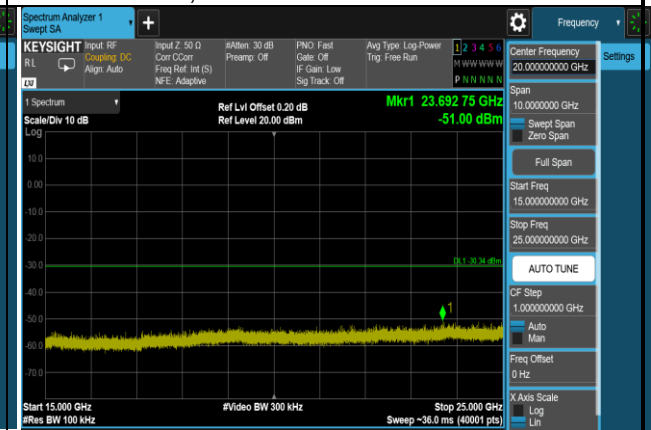 Spectrum Analyzer 1
Swept SA
+
Frequency
Settings
KEYSIGHT
RL
LXI
Input: RF
Coupling: DC
Align: Auto
Input Z: 50 Ω
Corr CCorr
Freq Ref: Int (S)
NFE: Adaptive
#Atten: 30 dB
Preamp: Off
PNO: Fast
Gate: Off
IF Gain: Low
Sig Track: Off
Avg Type: Log-Power
Trig: Free Run
1 2 3 4 5 6
M W W W W W
P N N N N N
1 Spectrum
Scale/Div 10 dB
Log
Ref Lvl Offset 0.20 dB
Ref Level 20.00 dBm
Mkr1 23.692 75 GHz
-51.00 dBm
10.0
0.00
-10.0
-20.0
-30.0
-40.0
-50.0
-60.0
-70.0
DL1 -30.34 dBm
1
Start 15.000 GHz
#Res BW 100 kHz
#Video BW 300 kHz
Stop 25.000 GHz
Sweep ~36.0 ms (40001 pts)
Center Frequency
20.000000000 GHz
Span
10.0000000 GHz
Swept Span
Zero Span
Full Span
Start Freq
15.000000000 GHz
Stop Freq
25.000000000 GHz
AUTO TUNE
CF Step
1.000000000 GHz
Auto
Man
Freq Offset
0 Hz
X Axis Scale
Log
Lin